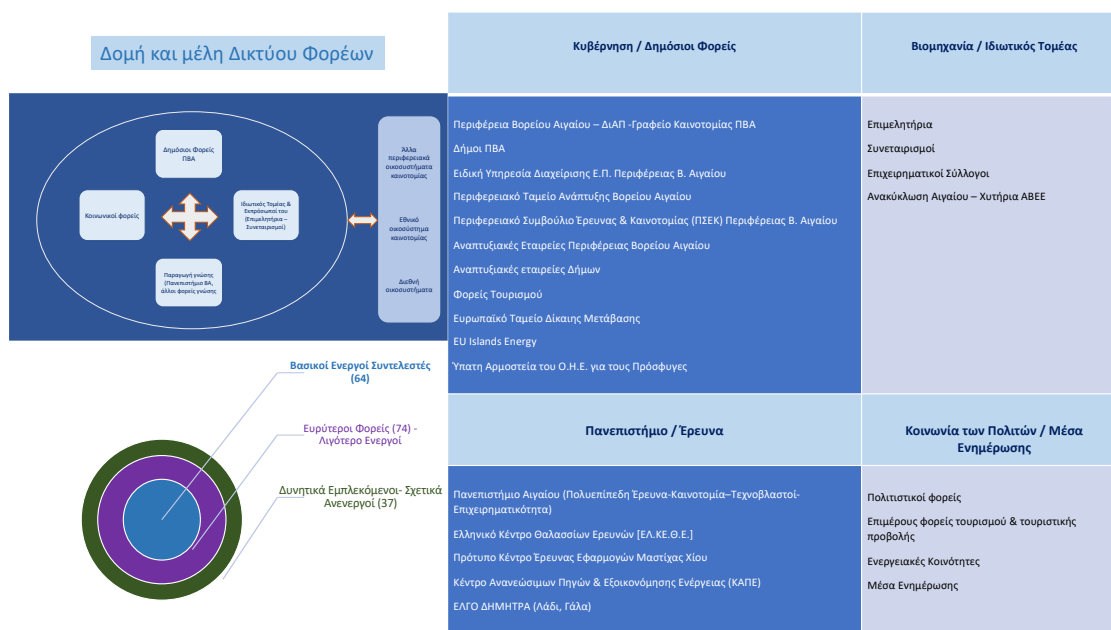 Δομή και μέλη Δικτύου Φορέων
Δημόσιοι Φορείς
ΠΒΑ
Κοινωνικοί φορείς
Ιδιωτικός Τομέας &
Εκπρόσωποί του
(Επιμελητήρια –
Συνεταιρισμοί)
Παραγωγή γνώσης
(Πανεπιστήμιο ΒΑ,
άλλοι φορείς γνώσης
Άλλα
περιφερειακά
οικοσυστήματα
καινοτομίας
Εθνικό
οικοσύστημα
καινοτομίας
Διεθνή
οικοσυστήματα
Βασικοί Ενεργοί Συντελεστές
(64)
Ευρύτεροι Φορείς (74) -
Λιγότερο Ενεργοί
Δυνητικά Εμπλεκόμενοι- Σχετικά
Ανενεργοί (37)
Κυβέρνηση / Δημόσιοι Φορείς
Περιφέρεια Βορείου Αιγαίου – ΔιΑΠ -Γραφείο Καινοτομίας ΠΒΑ
Δήμοι ΠΒΑ
Ειδική Υπηρεσία Διαχείρισης Ε.Π. Περιφέρειας Β. Αιγαίου
Περιφερειακό Ταμείο Ανάπτυξης Βορείου Αιγαίου
Περιφερειακό Συμβούλιο Έρευνας & Καινοτομίας (ΠΣΕΚ) Περιφέρειας Β. Αιγαίου
Αναπτυξιακές Εταιρείες Περιφέρειας Βορείου Αιγαίου
Αναπτυξιακές εταιρείες Δήμων
Φορείς Τουρισμού
Ευρωπαϊκό Ταμείο Δίκαιης Μετάβασης
EU Islands Energy
Ύπατη Αρμοστεία του Ο.Η.Ε. για τους Πρόσφυγες
Βιομηχανία / Ιδιωτικός Τομέας
Επιμελητήρια
Συνεταιρισμοί
Επιχειρηματικοί Σύλλογοι
Ανακύκλωση Αιγαίου – Χυτήρια ΑΒΕΕ
Πανεπιστήμιο / Έρευνα
Πανεπιστήμιο Αιγαίου (Πολυεπίπεδη Έρευνα-Καινοτομία–Τεχνοβλαστοί-
Επιχειρηματικότητα)
Ελληνικό Κέντρο Θαλασσίων Ερευνών [ΕΛ.ΚΕ.Θ.Ε.]
Πρότυπο Κέντρο Έρευνας Εφαρμογών Μαστίχας Χίου
Κέντρο Ανανεώσιμων Πηγών & Εξοικονόμησης Ενέργειας (ΚΑΠΕ)
ΕΛΓΟ ΔΗΜΗΤΡΑ (Λάδι, Γάλα)
Κοινωνία των Πολιτών / Μέσα
Ενημέρωσης
Πολιτιστικοί φορείς
Επιμέρους φορείς τουρισμού & τουριστικής
προβολής
Ενεργειακές Κοινότητες
Μέσα Ενημέρωσης